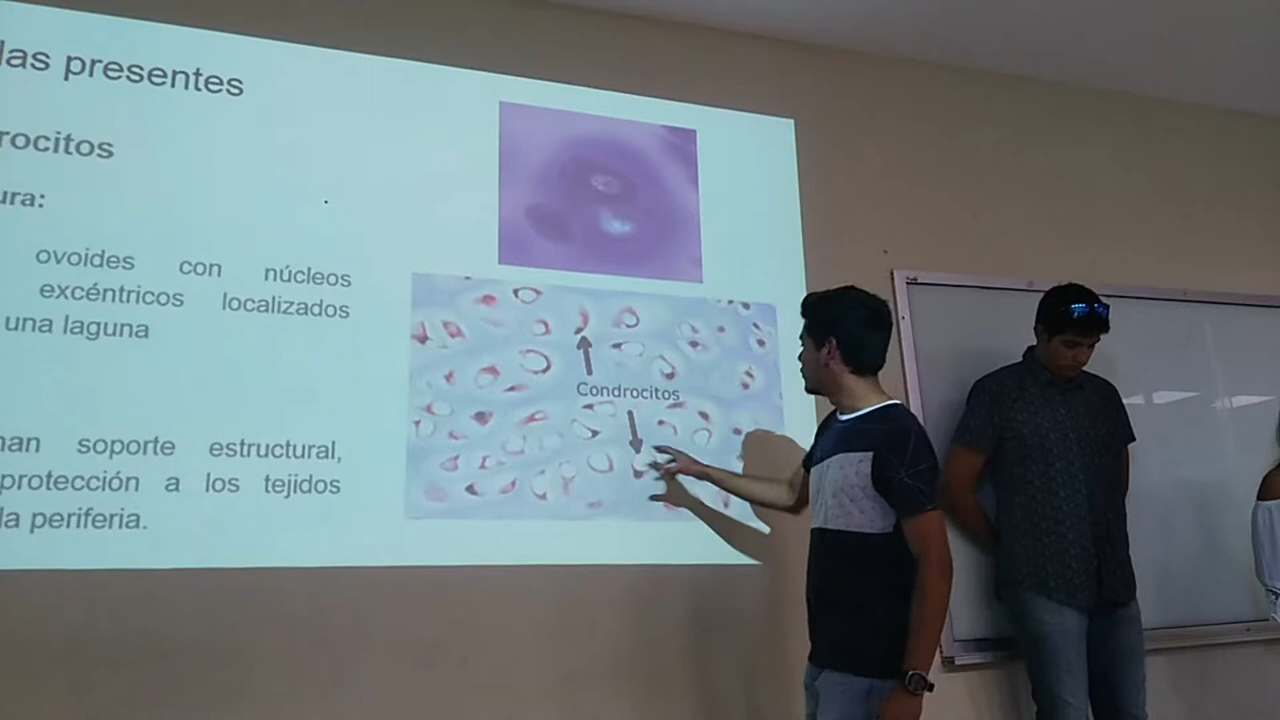 las presentes
rocitos
ura:
ovoides con núcleos
excéntricos localizados
una laguna
Condrocitos
nan soporte estructural,
protección a los tejidos
la periferia.